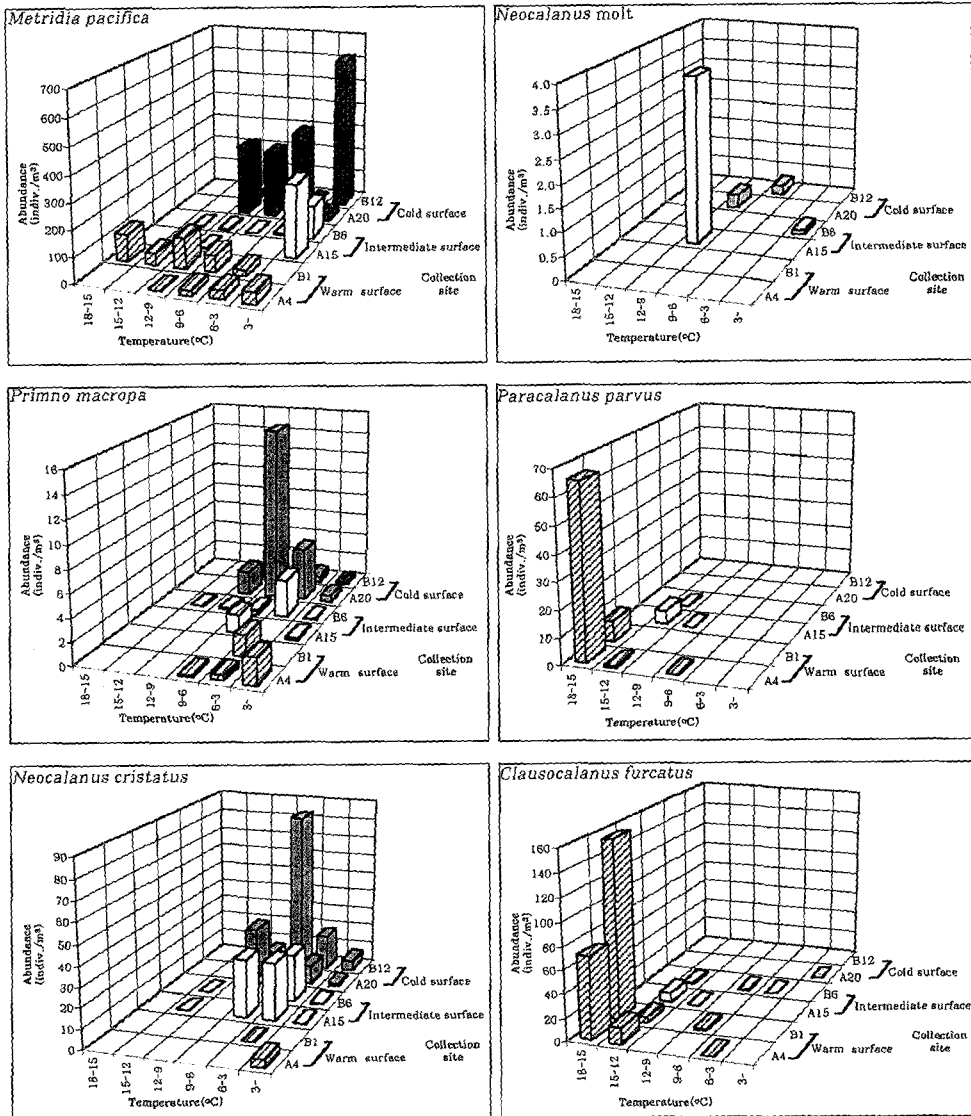 Metridia pacifica
700
600
500
400
300
200
100
0
Abundance
(indiv./m³)
18-15
15-12
12-9
9-6
6-3
3-
Temperature(°C)
B12
A20
Cold surface
B6
A15
Intermediate surface
B1
A4
Warm surface
Collection
site
Neocalanus molt
4.0
3.5
3.0
2.5
2.0
1.5
1.0
0.5
0
Abundance
(indiv./m³)
18-15
15-12
12-9
9-6
6-3
3-
Temperature(°C)
B12
A20
Cold surface
B6
A15
Intermediate surface
B1
A4
Warm surface
Collection
site
Primno macropa
16
14
12
10
8
6
4
2
0
Abundance
(indiv./m³)
18-15
15-12
12-9
9-6
6-3
3-
Temperature(°C)
B12
A20
Cold surface
B6
A15
Intermediate surface
B1
A4
Warm surface
Collection
site
Paracalanus parvus
70
60
50
40
30
20
10
0
Abundance
(indiv./m³)
18-15
15-12
12-9
9-6
6-3
3-
Temperature(°C)
B12
A20
Cold surface
B6
A15
Intermediate surface
B1
A4
Warm surface
Collection
site
Neocalanus cristatus
90
80
70
60
50
40
30
20
10
0
Abundance
(indiv./m³)
18-15
15-12
12-9
9-6
6-3
3-
Temperature(°C)
B12
A20
Cold surface
B6
A15
Intermediate surface
B1
A4
Warm surface
Collection
site
Clausocalanus furcatus
160
140
120
100
80
60
40
20
0
Abundance
(indiv./m³)
18-15
15-12
12-9
9-6
6-3
3-
Temperature(°C)
B12
A20
Cold surface
B6
A15
Intermediate surface
B1
A4
Warm surface
Collection
site